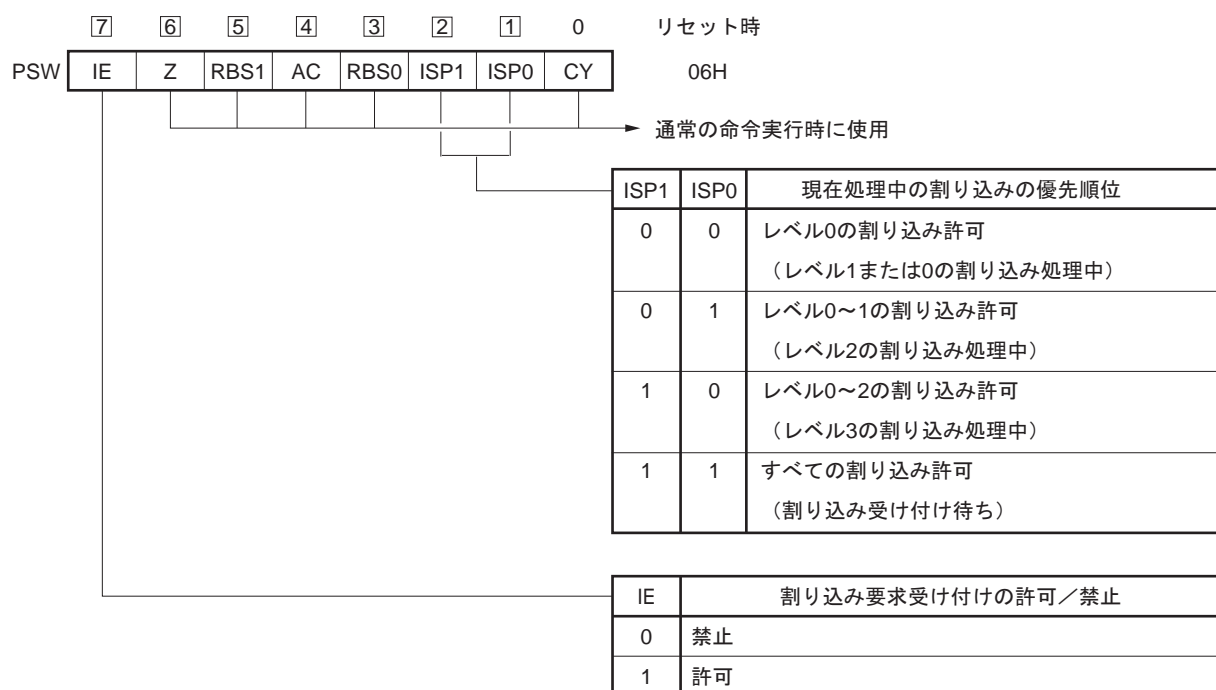 7 6 5 4 3 2 1 0 リセット時
PSW IE Z RBS1 AC RBS0 ISP1 ISP0 CY 06H
通常の命令実行時に使用
ISP1 ISP0 現在処理中の割り込みの優先順位
0 0 レベル0の割り込み許可
（レベル1または0の割り込み処理中）
0 1 レベル0～1の割り込み許可
（レベル2の割り込み処理中）
1 0 レベル0～2の割り込み許可
（レベル3の割り込み処理中）
1 1 すべての割り込み許可
（割り込み受け付け待ち）
IE 割り込み要求受け付けの許可／禁止
0 禁止
1 許可